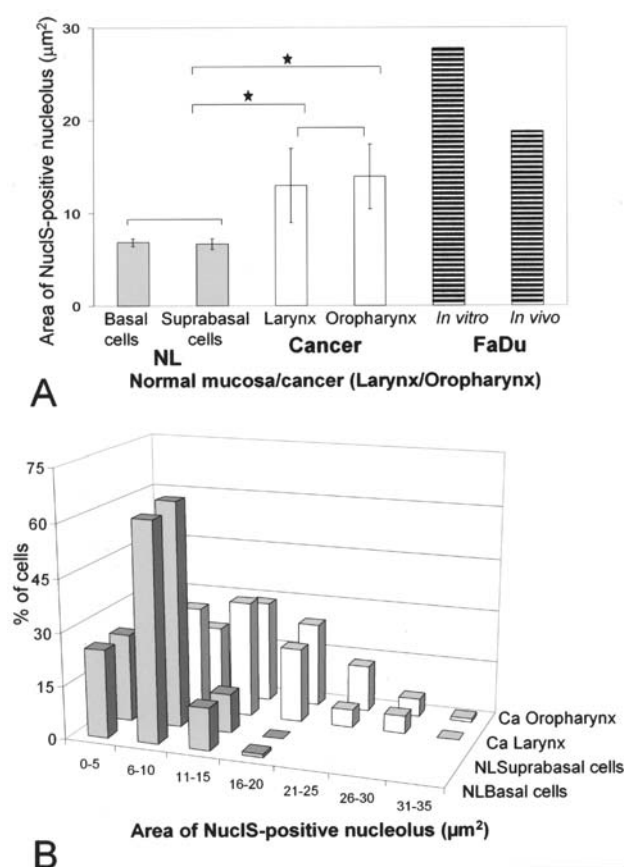 Area of NuclS-positive nucleolus (µm²)
30
20
10
0
Basal cells
Suprabasal cells
Larynx
Oropharynx
In vitro
In vivo
NL
Cancer
FaDu
Normal mucosa/cancer (Larynx/Oropharynx)
A
% of cells
75
60
45
30
15
0
0-5
6-10
11-15
16-20
21-25
26-30
31-35
Ca Oropharynx
Ca Larynx
NLSuprabasal cells
NLBasal cells
Area of NuclS-positive nucleolus (µm²)
B